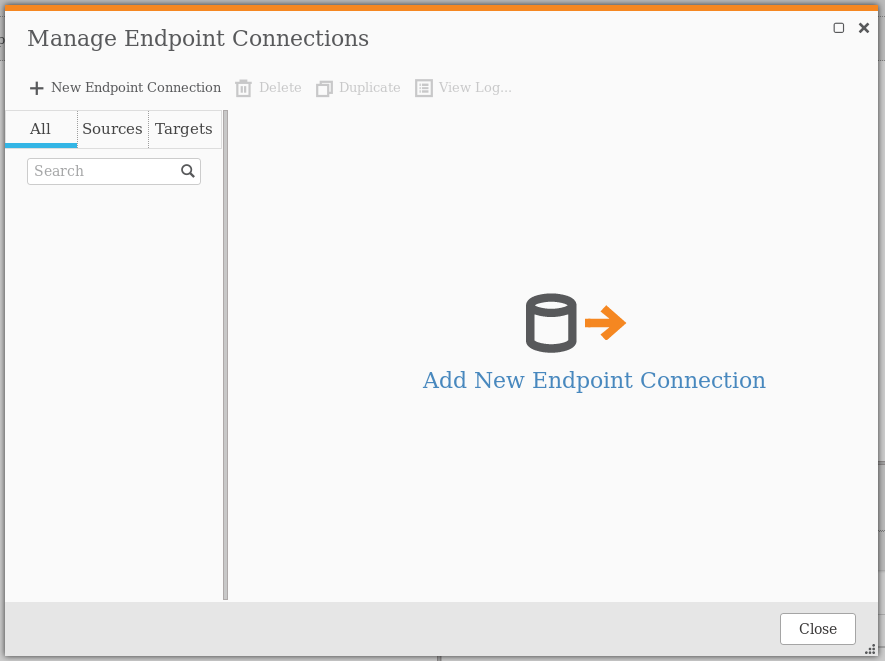 Manage Endpoint Connections
New Endpoint Connection Delete Duplicate View Log...
All Sources Targets
Search
Add New Endpoint Connection
Close